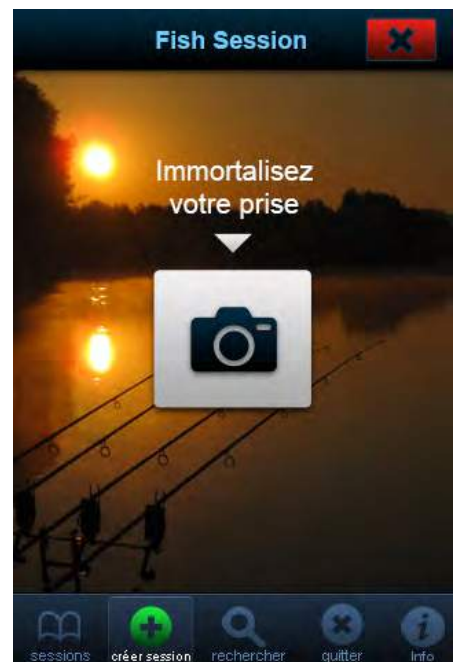 Fish Session
Immortalisez
votre prise
sessions
créer session
rechercher
quitter
Info